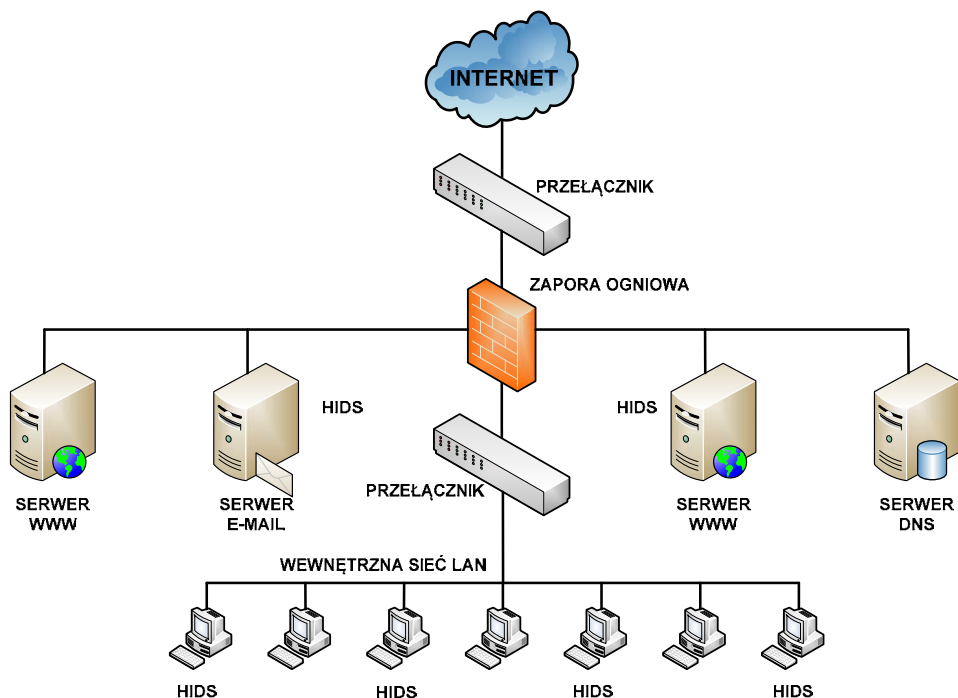 INTERNET
PRZEŁĄCZNIK
ZAPORA OGNIOWA
HIDS
HIDS
PRZEŁĄCZNIK
SERWER
WWW
SERWER
E-MAIL
SERWER
WWW
SERWER
DNS
WEWNĘTRZNA SIEĆ LAN
HIDS
HIDS
HIDS
HIDS